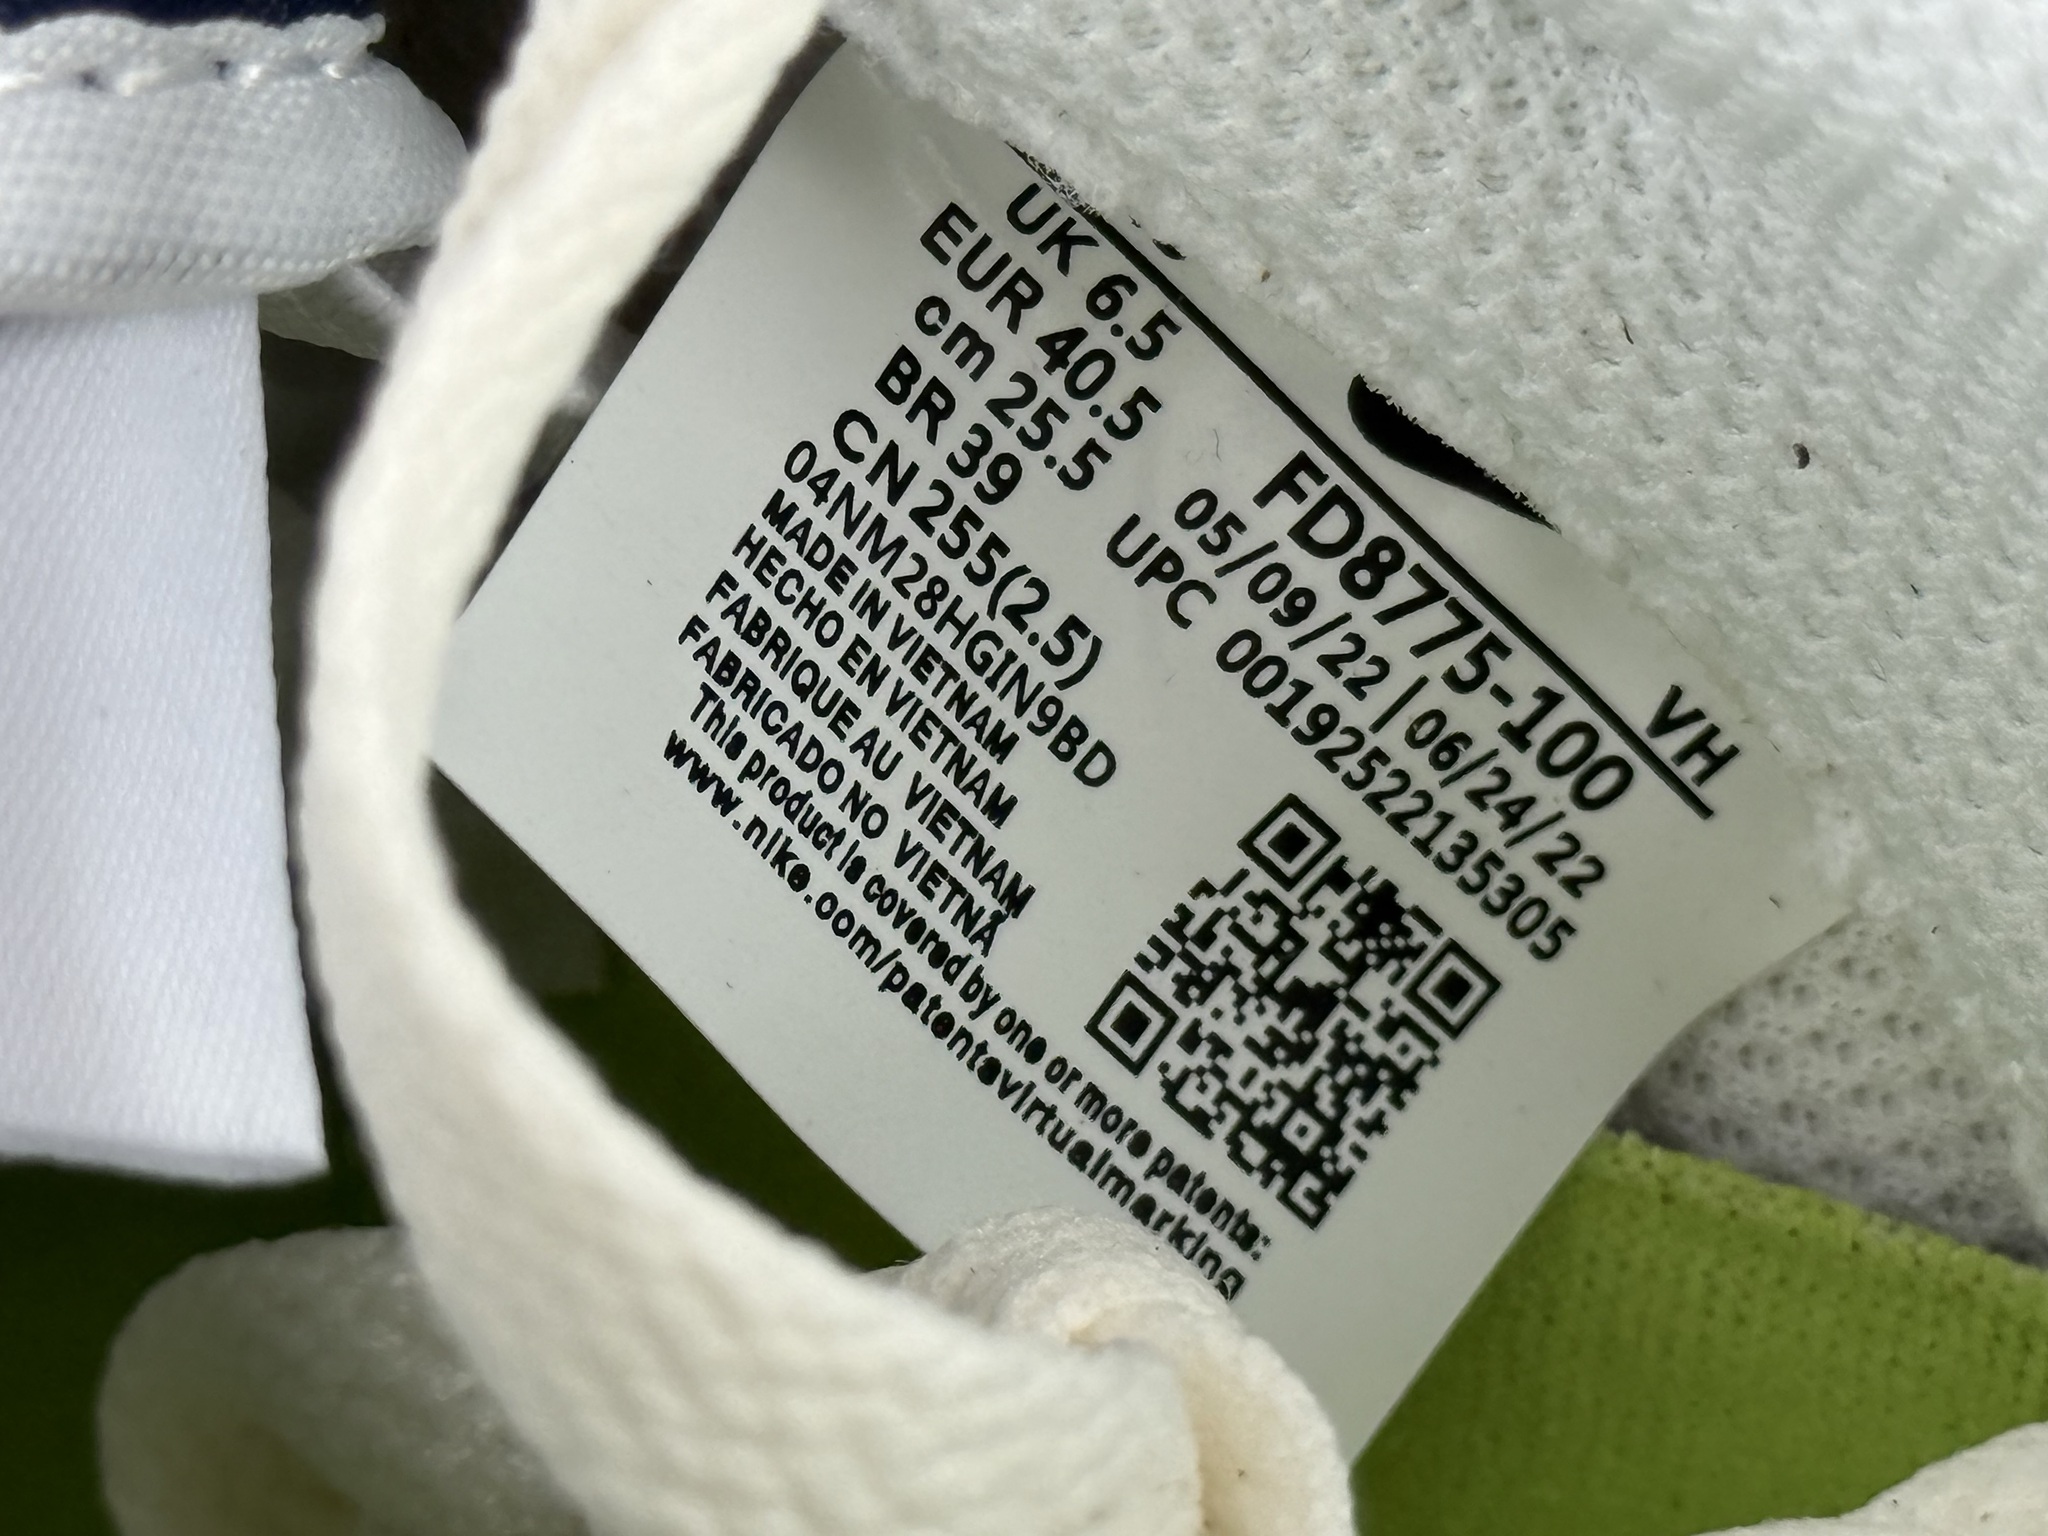 VH
UK 6.5
EUR 40.5
cm 25.5
BR 39
CN 255(2.5)
04NM28HGIN9BD
MADE IN VIETNAM
HECHO EN VIETNAM
FABRIQUE AU VIETNAM
FABRICADO NO VIETNÃ
This product is covered by one or more patents:
www.nike.com/patentsvirtualmarking
FD8775-100
05/09/22 | 06/24/22
UPC 00192522135305